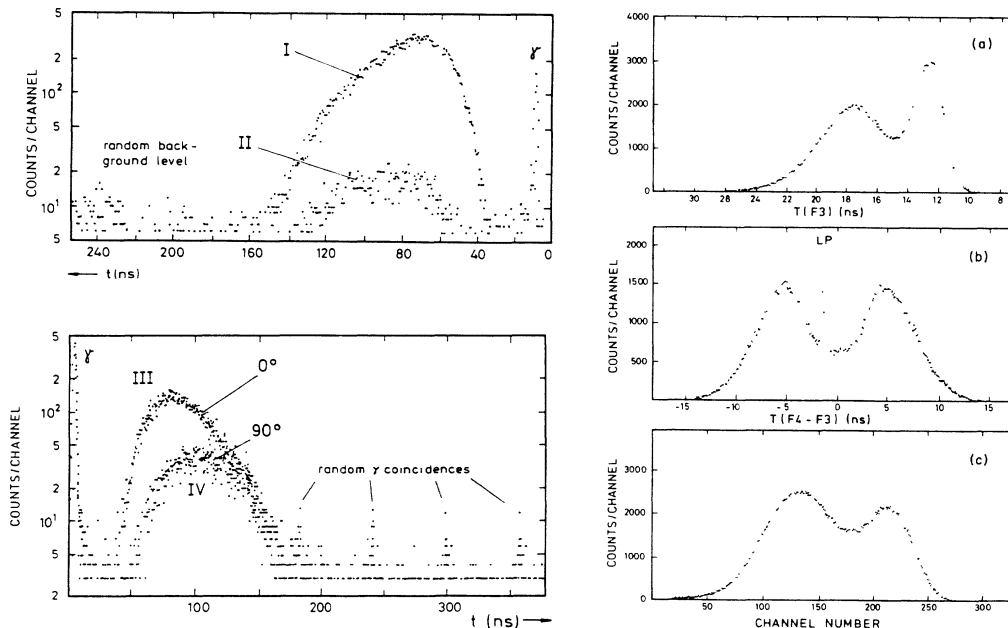 5
2
10²
5
2
10¹
5
COUNTS/CHANNEL
I
II
random back-
ground level
γ
240 200 160 120 80 40 0
← t(ns)
5
2
10²
5
2
10¹
5
2
COUNTS/CHANNEL
γ
III
0°
90°
IV
random γ coincidences
100 200 300
t (ns) →
4000
3000
2000
1000
0
COUNTS/CHANNEL
(a)
30 28 26 24 22 20 18 16 14 12 10 8
T(F3) (ns)
LP
2000
1500
1000
500
COUNTS/CHANNEL
(b)
-15 -10 -5 0 5 10 15
T(F4-F3) (ns)
3000
2000
1000
0
COUNTS/CHANNEL
(c)
50 100 150 200 250 300
CHANNEL NUMBER